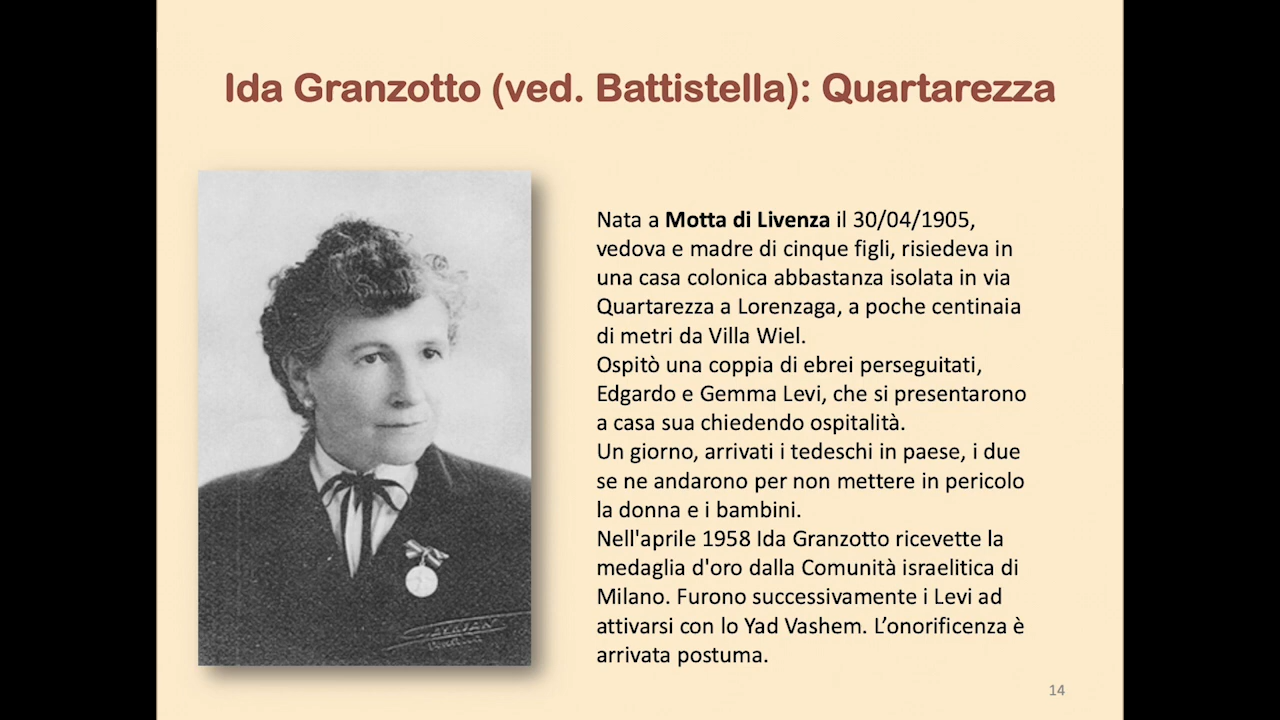 Ida Granzotto (ved. Battistella): Quartarezza
Nata a Motta di Livenza il 30/04/1905,
vedova e madre di cinque figli, risiedeva in
una casa colonica abbastanza isolata in via
Quartarezza a Lorenzaga, a poche centinaia
di metri da Villa Wiel.
Ospitò una coppia di ebrei perseguitati,
Edgardo e Gemma Levi, che si presentarono
a casa sua chiedendo ospitalità.
Un giorno, arrivati i tedeschi in paese, i due
se ne andarono per non mettere in pericolo
la donna e i bambini.
Nell'aprile 1958 Ida Granzotto ricevette la
medaglia d'oro dalla Comunità israelitica di
Milano. Furono successivamente i Levi ad
attivarsi con lo Yad Vashem. L’onorificenza è
arrivata postuma.
14